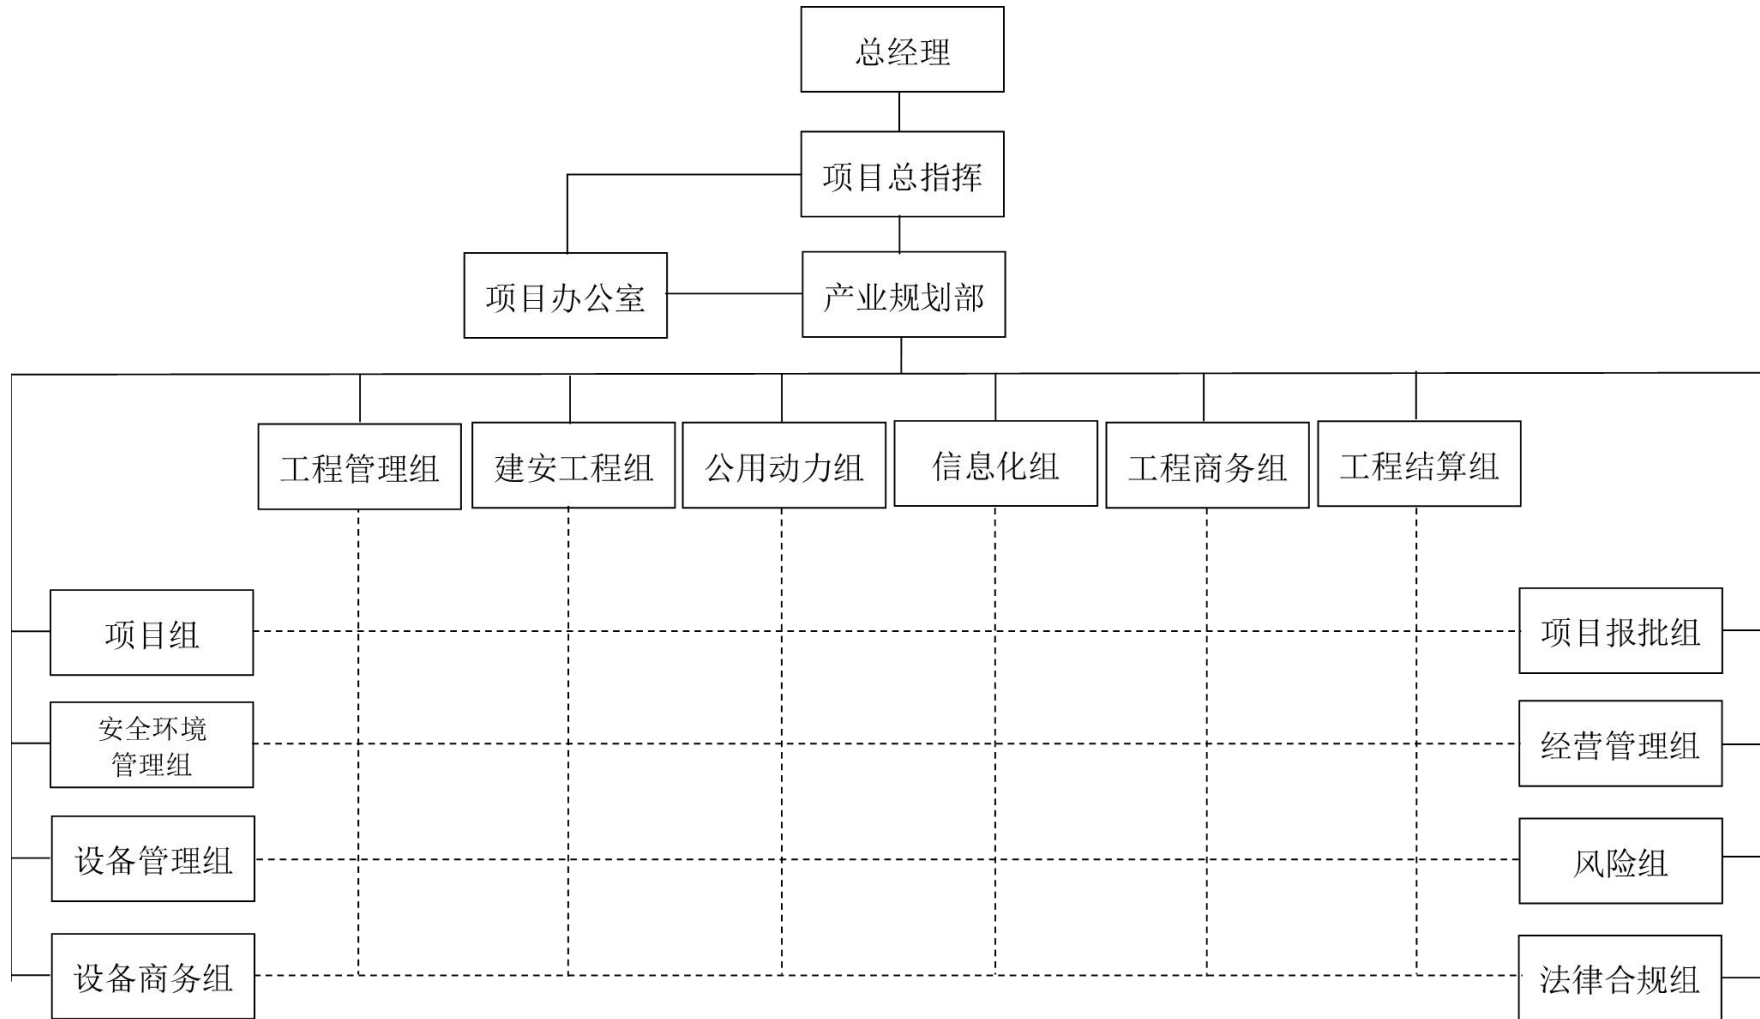 总经理
项目总指挥
项目办公室
产业规划部
工程管理组
建安工程组
公用动力组
信息化组
工程商务组
工程结算组
项目组
项目报批组
安全环境
管理组
经营管理组
设备管理组
风险组
设备商务组
法律合规组